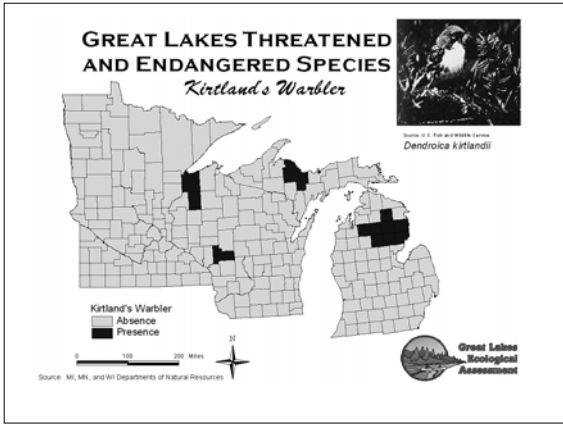 GREAT LAKES THREATENED
AND ENDANGERED SPECIES
Kirtland's Warbler
Source: U.S. Fish and Wildlife Service
Dendroica kirtlandii
Kirtland's Warbler
Absence
Presence
0 100 200 Miles
N
Source: MI, MN, and WI Departments of Natural Resources
Great Lakes
Ecological
Assessment